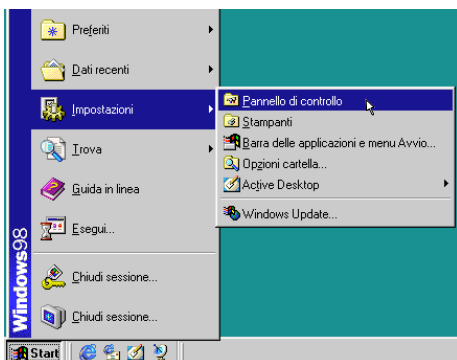 Preferiti
Dati recenti
Impostazioni
Trova
Guida in linea
Esegui...
Chiudi sessione...
Chiudi sessione...
Windows98
Pannello di controllo
Stampanti
Barra delle applicazioni e menu Avvio...
Opzioni cartella...
Active Desktop
Windows Update...
Start